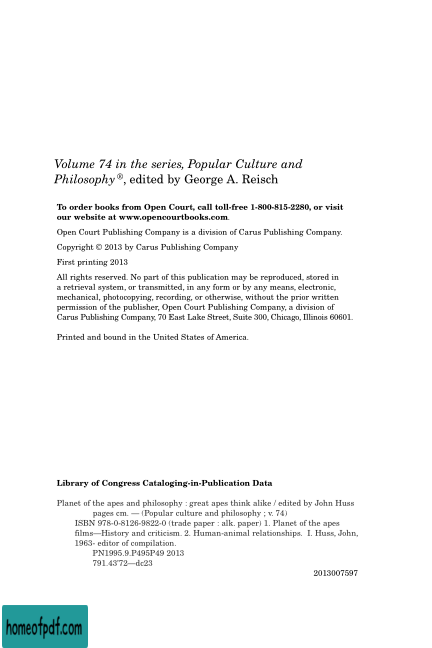 Volume 74 in the series, Popular Culture and
Philosophy®, edited by George A. Reisch
To order books from Open Court, call toll-free 1-800-815-2280, or visit
our website at www.opencourtbooks.com.
Open Court Publishing Company is a division of Carus Publishing Company.
Copyright © 2013 by Carus Publishing Company
First printing 2013
All rights reserved. No part of this publication may be reproduced, stored in
a retrieval system, or transmitted, in any form or by any means, electronic,
mechanical, photocopying, recording, or otherwise, without the prior written
permission of the publisher, Open Court Publishing Company, a division of
Carus Publishing Company, 70 East Lake Street, Suite 300, Chicago, Illinois 60601.
Printed and bound in the United States of America.
Library of Congress Cataloging-in-Publication Data
Planet of the apes and philosophy : great apes think alike / edited by John Huss
pages cm. — (Popular culture and philosophy ; v. 74)
ISBN 978-0-8126-9822-0 (trade paper : alk. paper) 1. Planet of the apes
films—History and criticism. 2. Human-animal relationships. I. Huss, John,
1963- editor of compilation.
PN1995.9.P495P49 2013
791.43'72—dc23
2013007597
homeofpdf.com